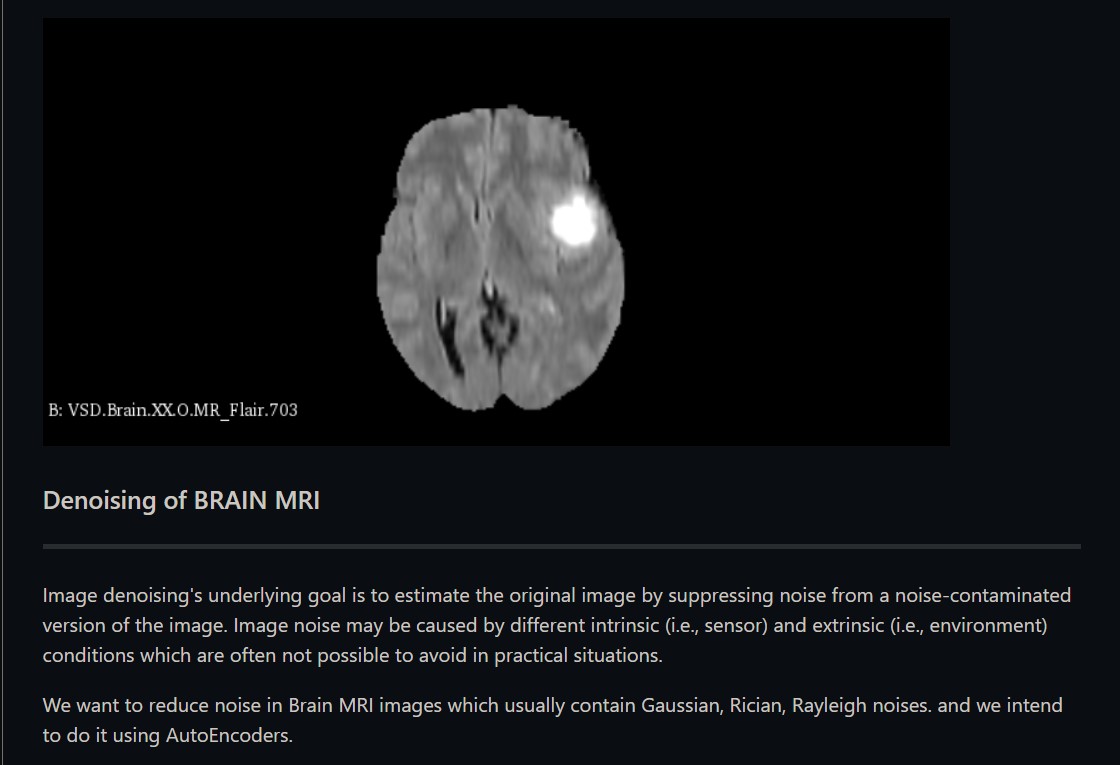 B: VSD.Brain.XX.O.MR_Flair.703
Denoising of BRAIN MRI
Image denoising's underlying goal is to estimate the original image by suppressing noise from a noise-contaminated
version of the image. Image noise may be caused by different intrinsic (i.e., sensor) and extrinsic (i.e., environment)
conditions which are often not possible to avoid in practical situations.
We want to reduce noise in Brain MRI images which usually contain Gaussian, Rician, Rayleigh noises. and we intend
to do it using AutoEncoders.